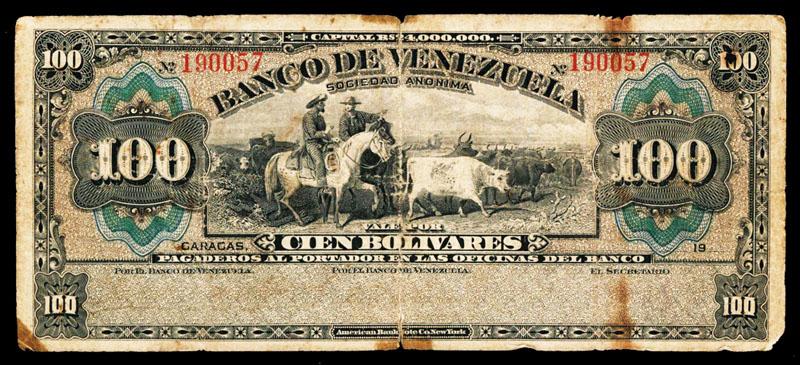 CAPITAL Bs 24,000,000.
100 Nº 190057 Nº 190057 100
BANCO DE VENEZUELA
SOCIEDAD ANONIMA
100 100
VALE POR
CARACAS, CIEN BOLIVARES 19
PAGADEROS AL PORTADOR EN LAS OFICINAS DEL BANCO
POR EL BANCO DE VENEZUELA. POR EL BANCO DE VENEZUELA. EL SECRETARIO
100 100
American Bank Note Co. New York